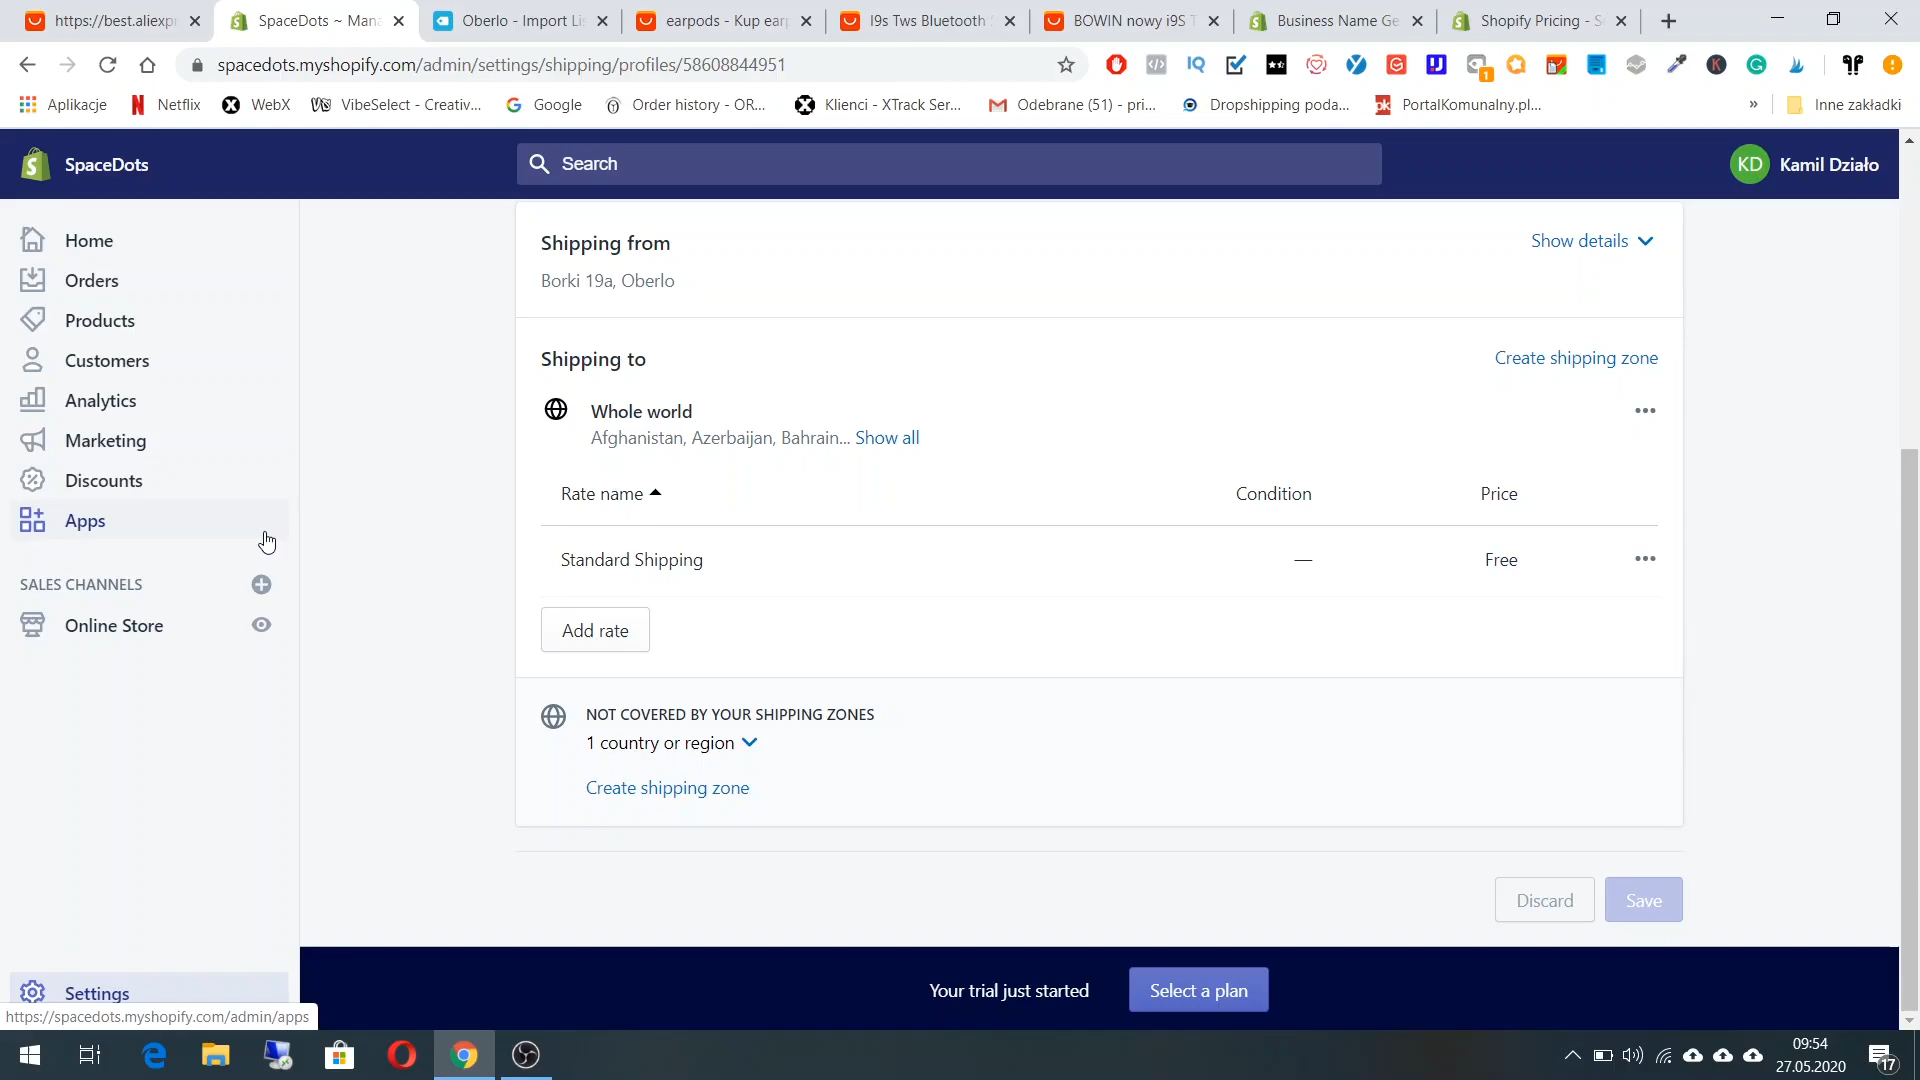 https://best.aliexpr
SpaceDots ~ Mana
Oberlo - Import Lis
earpods - Kup earp
I9s Tws Bluetooth S
BOWIN nowy i9S T
Business Name Ge
Shopify Pricing - Se
spacedots.myshopify.com/admin/settings/shipping/profiles/58608844951
Aplikacje
Netflix
WebX
VibeSelect - Creativ...
Google
Order history - OR...
Klienci - XTrack Ser...
Odebrane (51) - pri...
Dropshipping poda...
PortalKomunalny.pl...
»
Inne zakładki
SpaceDots
Search
KD Kamil Działo
Home
Orders
Products
Customers
Analytics
Marketing
Discounts
Apps
SALES CHANNELS
Online Store
Settings
https://spacedots.myshopify.com/admin/apps
Shipping from
Show details
Borki 19a, Oberlo
Shipping to
Create shipping zone
Whole world
Afghanistan, Azerbaijan, Bahrain... Show all
Rate name Condition Price
Standard Shipping — Free
Add rate
NOT COVERED BY YOUR SHIPPING ZONES
1 country or region
Create shipping zone
Discard Save
Your trial just started Select a plan
09:54
27.05.2020
17